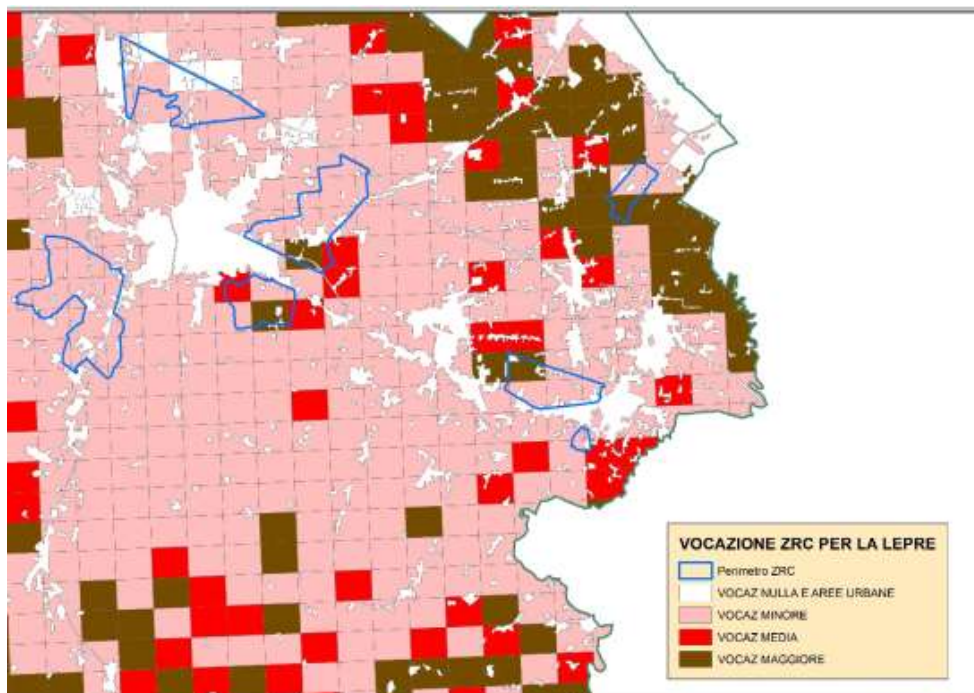 VOCAZIONE ZRC PER LA LEPRE
Perimetro ZRC
VOCAZ NULLA E AREE URBANE
VOCAZ MINORE
VOCAZ MEDIA
VOCAZ MAGGIORE